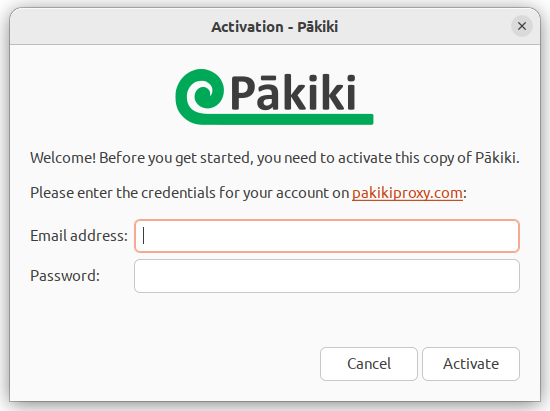 Activation - Pākiki
Pākiki
Welcome! Before you get started, you need to activate this copy of Pākiki.
Please enter the credentials for your account on pakikiproxy.com:
Email address:
Password:
Cancel
Activate